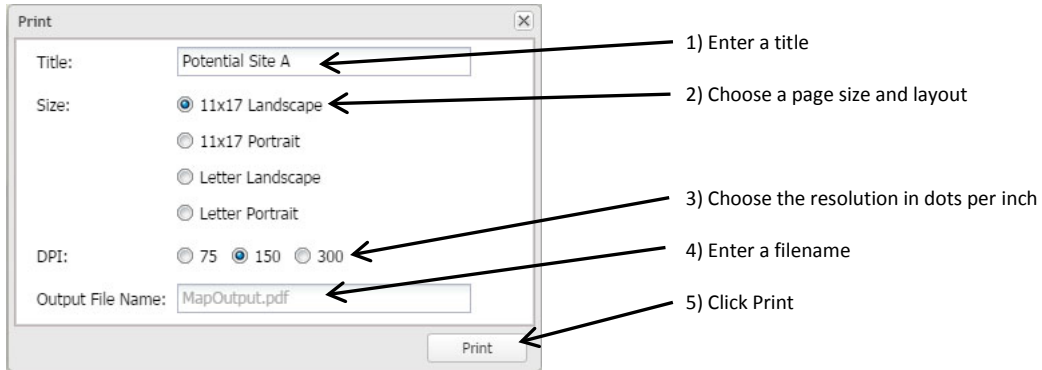 Print
Title: Potential Site A
1) Enter a title
Size: 11x17 Landscape
2) Choose a page size and layout
11x17 Portrait
Letter Landscape
Letter Portrait
3) Choose the resolution in dots per inch
DPI: 75 150 300
4) Enter a filename
Output File Name: MapOutput.pdf
5) Click Print
Print